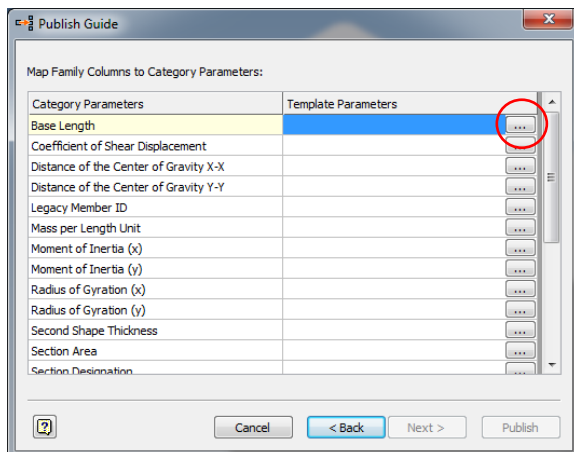 Publish Guide
Map Family Columns to Category Parameters:
Category Parameters Template Parameters
Base Length ...
Coefficient of Shear Displacement ...
Distance of the Center of Gravity X-X ...
Distance of the Center of Gravity Y-Y ...
Legacy Member ID ...
Mass per Length Unit ...
Moment of Inertia (x) ...
Moment of Inertia (y) ...
Radius of Gyration (x) ...
Radius of Gyration (y) ...
Second Shape Thickness ...
Section Area ...
Section Designation ...
? Cancel < Back Next > Publish